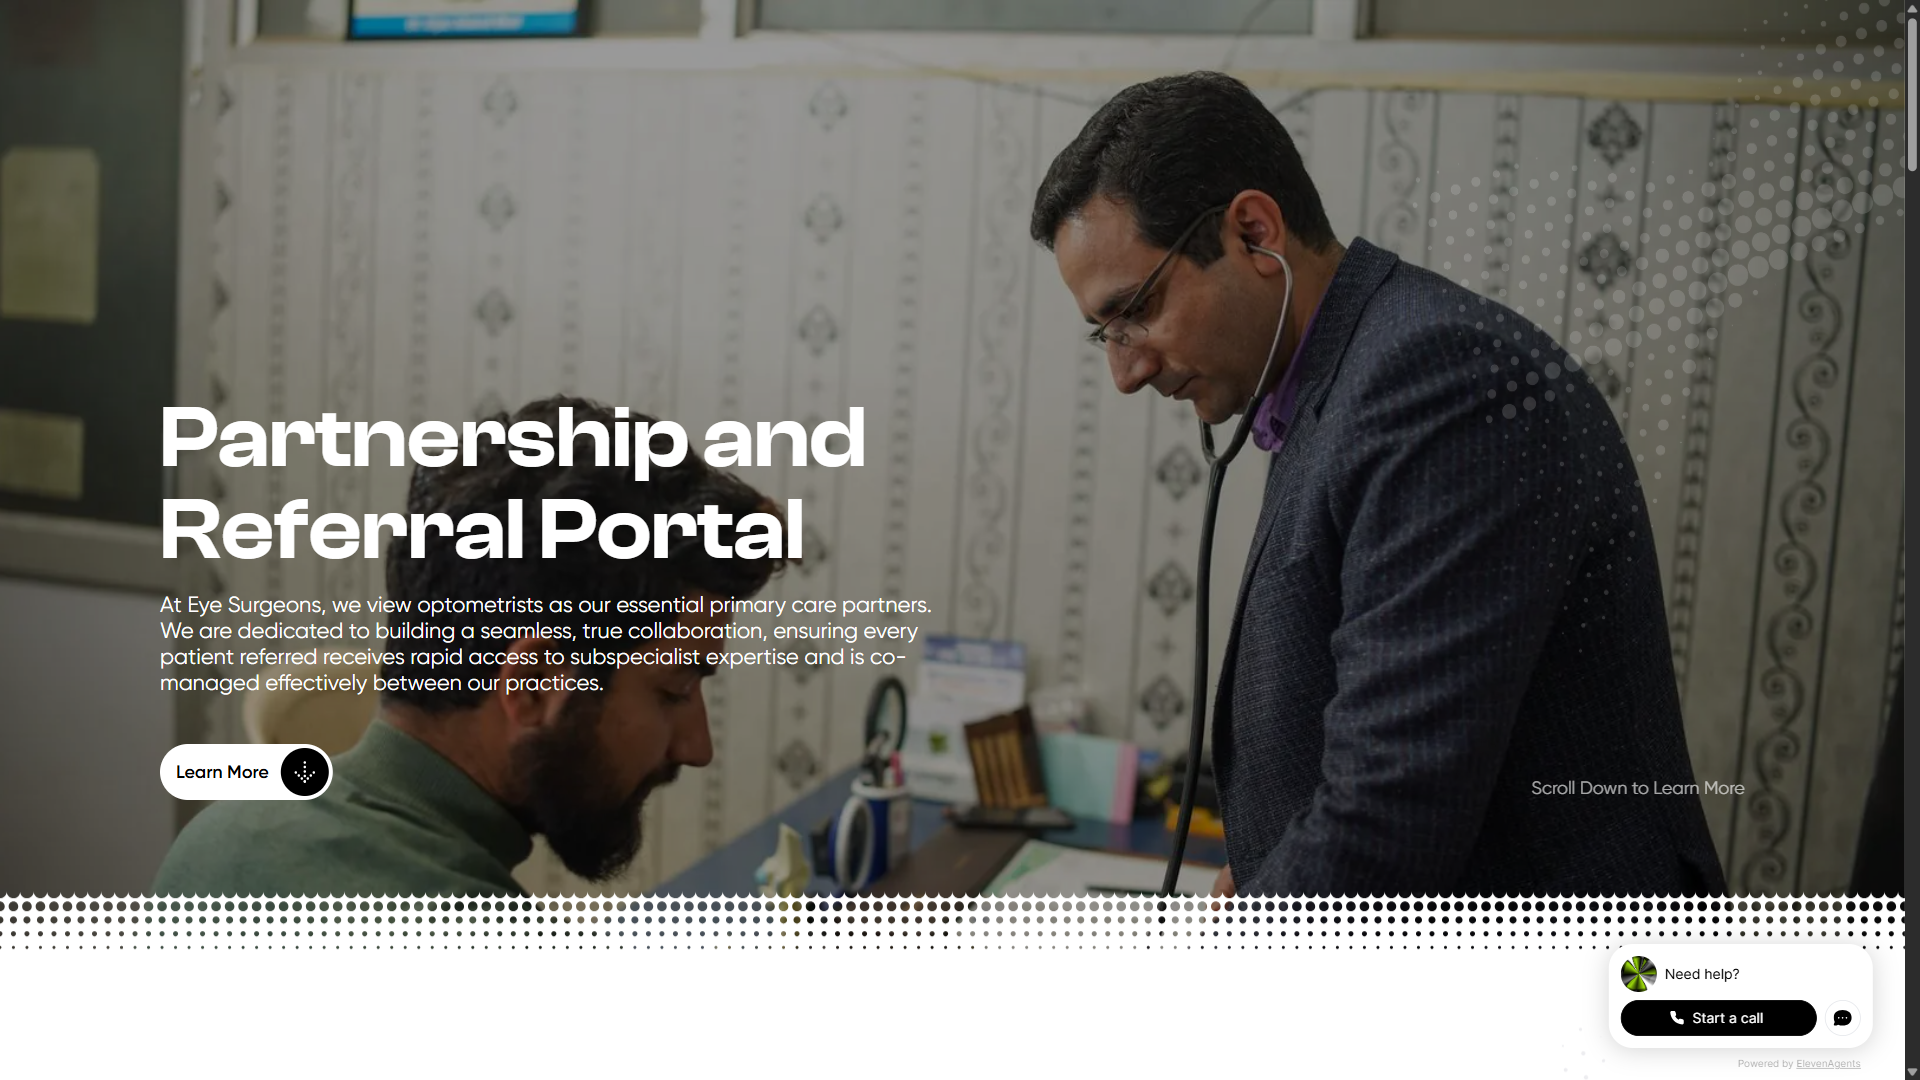 Partnership and
Referral Portal
At Eye Surgeons, we view optometrists as our essential primary care partners.
We are dedicated to building a seamless, true collaboration, ensuring every
patient referred receives rapid access to subspecialist expertise and is co-
managed effectively between our practices.
Learn More
Scroll Down to Learn More
Need help?
Start a call
Powered by ElevenAgents